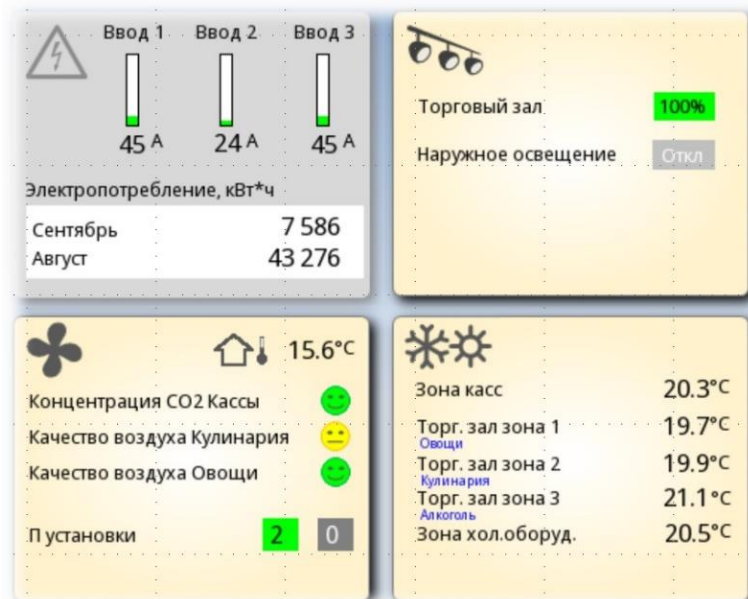 Ввод 1 Ввод 2 Ввод 3
45 А 24 А 45 А
Электропотребление, кВт*ч
Сентябрь 7 586
Август 43 276
Торговый зал 100%
Наружное освещение Откл
15.6°C
Концентрация СО2 Кассы
Качество воздуха Кулинария
Качество воздуха Овощи
П установки 2 0
Зона касс 20.3°C
Торг. зал зона 1 19.7°C
Овощи
Торг. зал зона 2 19.9°C
Кулинария
Торг. зал зона 3 21.1°C
Алкоголь
Зона хол.оборуд. 20.5°C